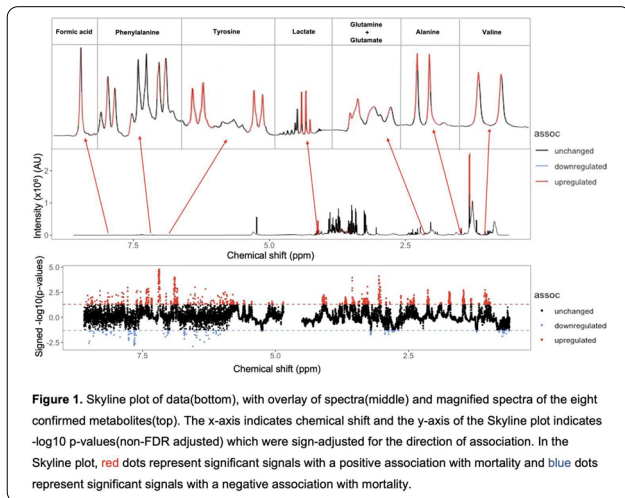 Formic acid Phenylalanine Tyrosine Lactate Glutamine + Glutamate Alanine Valine
assoc
unchanged
downregulated
upregulated
Intensity (x10⁶) (AU)
6
4
2
0
7.5 5.0 2.5
Chemical shift (ppm)
Signed -log10(p-values)
5.0
2.5
0.0
-2.5
assoc
unchanged
downregulated
upregulated
7.5 5.0 2.5
Chemical shift (ppm)
Figure 1. Skyline plot of data(bottom), with overlay of spectra(middle) and magnified spectra of the eight
confirmed metabolites(top). The x-axis indicates chemical shift and the y-axis of the Skyline plot indicates
-log10 p-values(non-FDR adjusted) which were sign-adjusted for the direction of association. In the
Skyline plot, red dots represent significant signals with a positive association with mortality and blue dots
represent significant signals with a negative association with mortality.